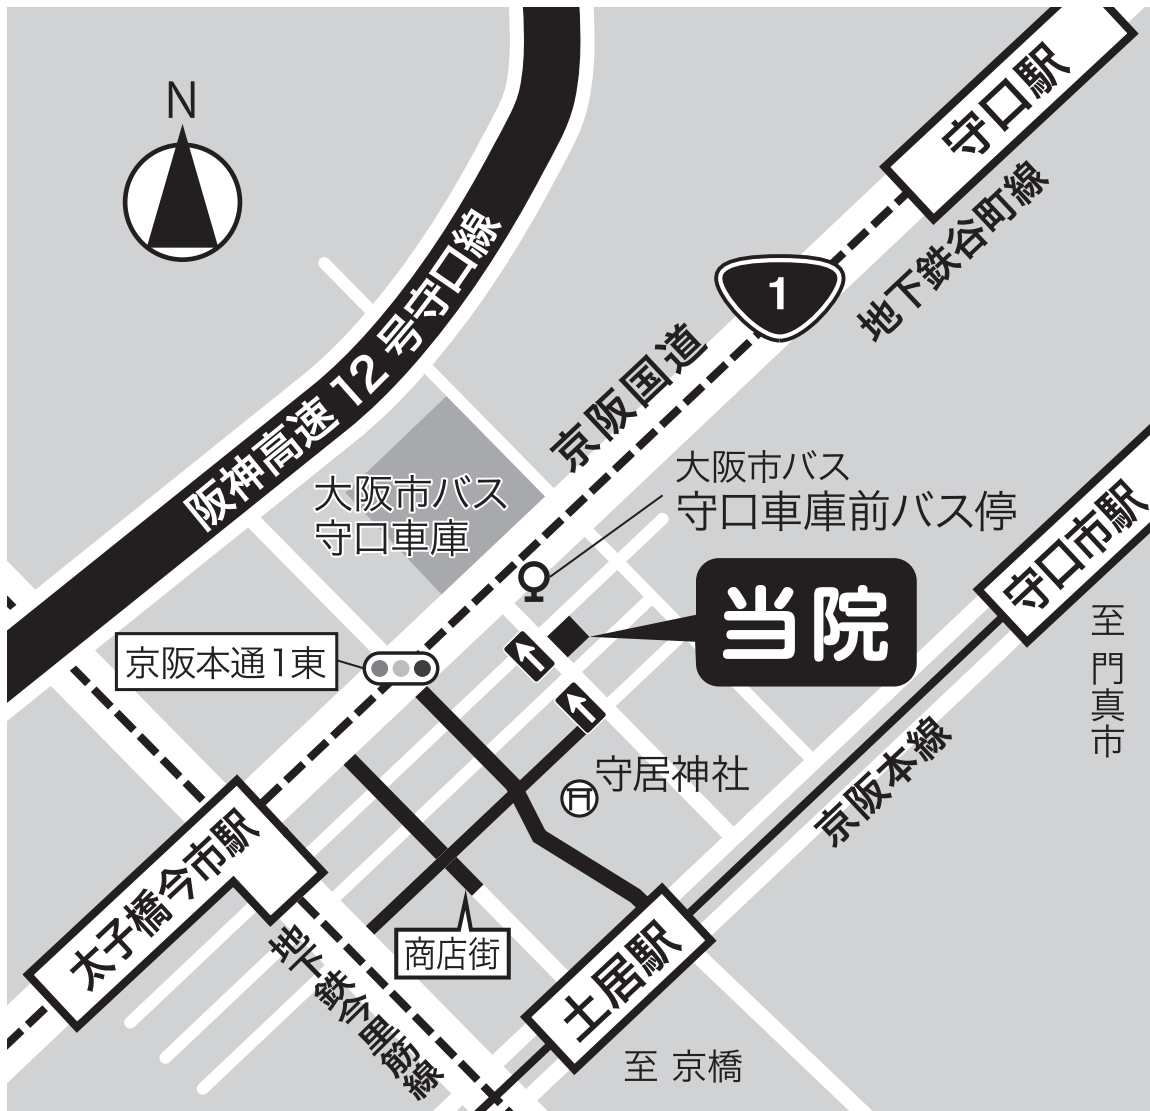 N
守口駅
地下鉄谷町線
阪神高速12号守口線
1
京阪国道
大阪市バス
守口車庫
大阪市バス
守口車庫前バス停
守口市駅
当院
至 門真市
京阪本通1東
京阪本線
守居神社
太子橋今市駅
商店街
地下鉄今里筋線
土居駅
至 京橋